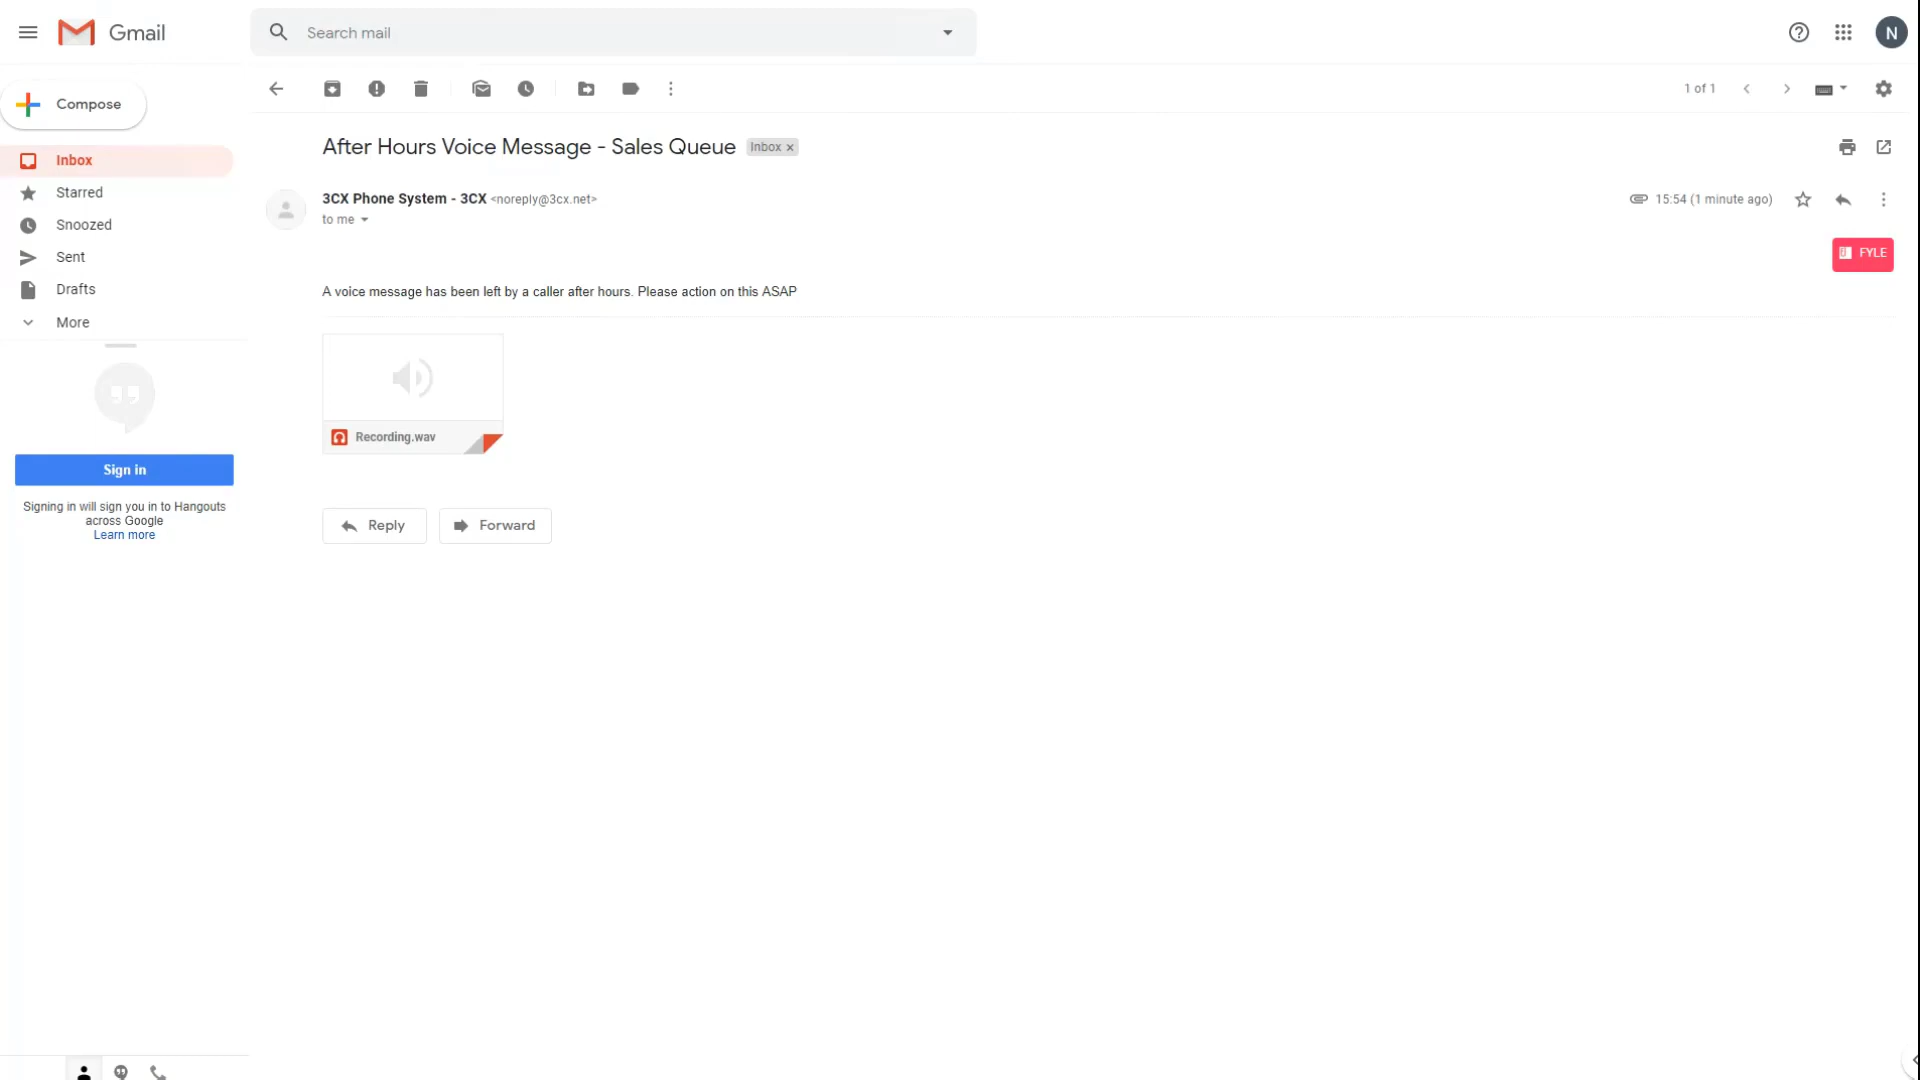 Gmail
Search mail
N
Compose
1 of 1
After Hours Voice Message - Sales Queue Inbox ×
Inbox
3CX Phone System - 3CX <noreply@3cx.net>
15:54 (1 minute ago)
Starred
to me
Snoozed
FYLE
Sent
Drafts
A voice message has been left by a caller after hours. Please action on this ASAP
More
Recording.wav
Sign in
Signing in will sign you in to Hangouts
across Google
Learn more
Reply
Forward